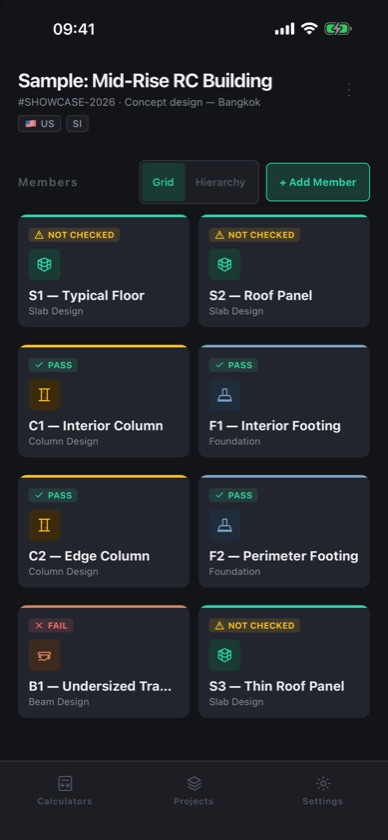 09:41
Sample: Mid-Rise RC Building
#SHOWCASE-2026 · Concept design — Bangkok
🇺🇸 US SI
Members Grid Hierarchy + Add Member
NOT CHECKED
S1 — Typical Floor
Slab Design
NOT CHECKED
S2 — Roof Panel
Slab Design
PASS
C1 — Interior Column
Column Design
PASS
F1 — Interior Footing
Foundation
PASS
C2 — Edge Column
Column Design
PASS
F2 — Perimeter Footing
Foundation
FAIL
B1 — Undersized Tra...
Beam Design
NOT CHECKED
S3 — Thin Roof Panel
Slab Design
Calculators Projects Settings